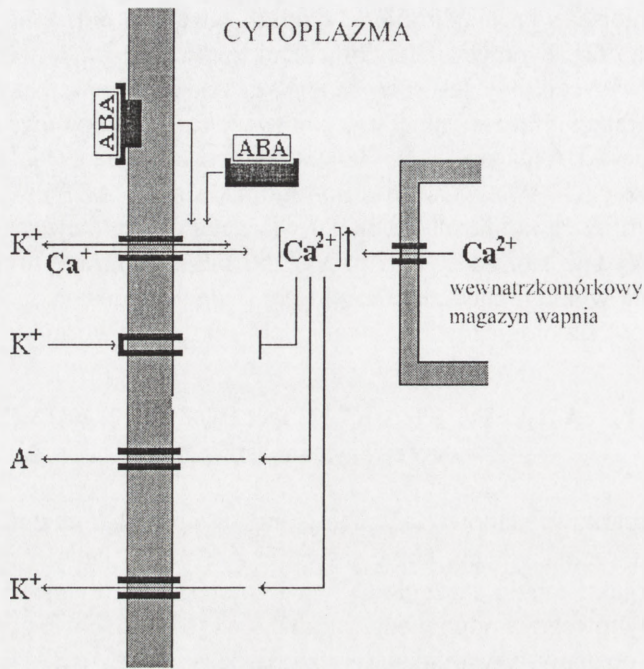 CYTOPLAZMA
ABA
ABA
K⁺
Ca⁺
[Ca²⁺]
Ca²⁺
wewnątrzkomórkowy
magazyn wapnia
K⁺
A⁻
K⁺